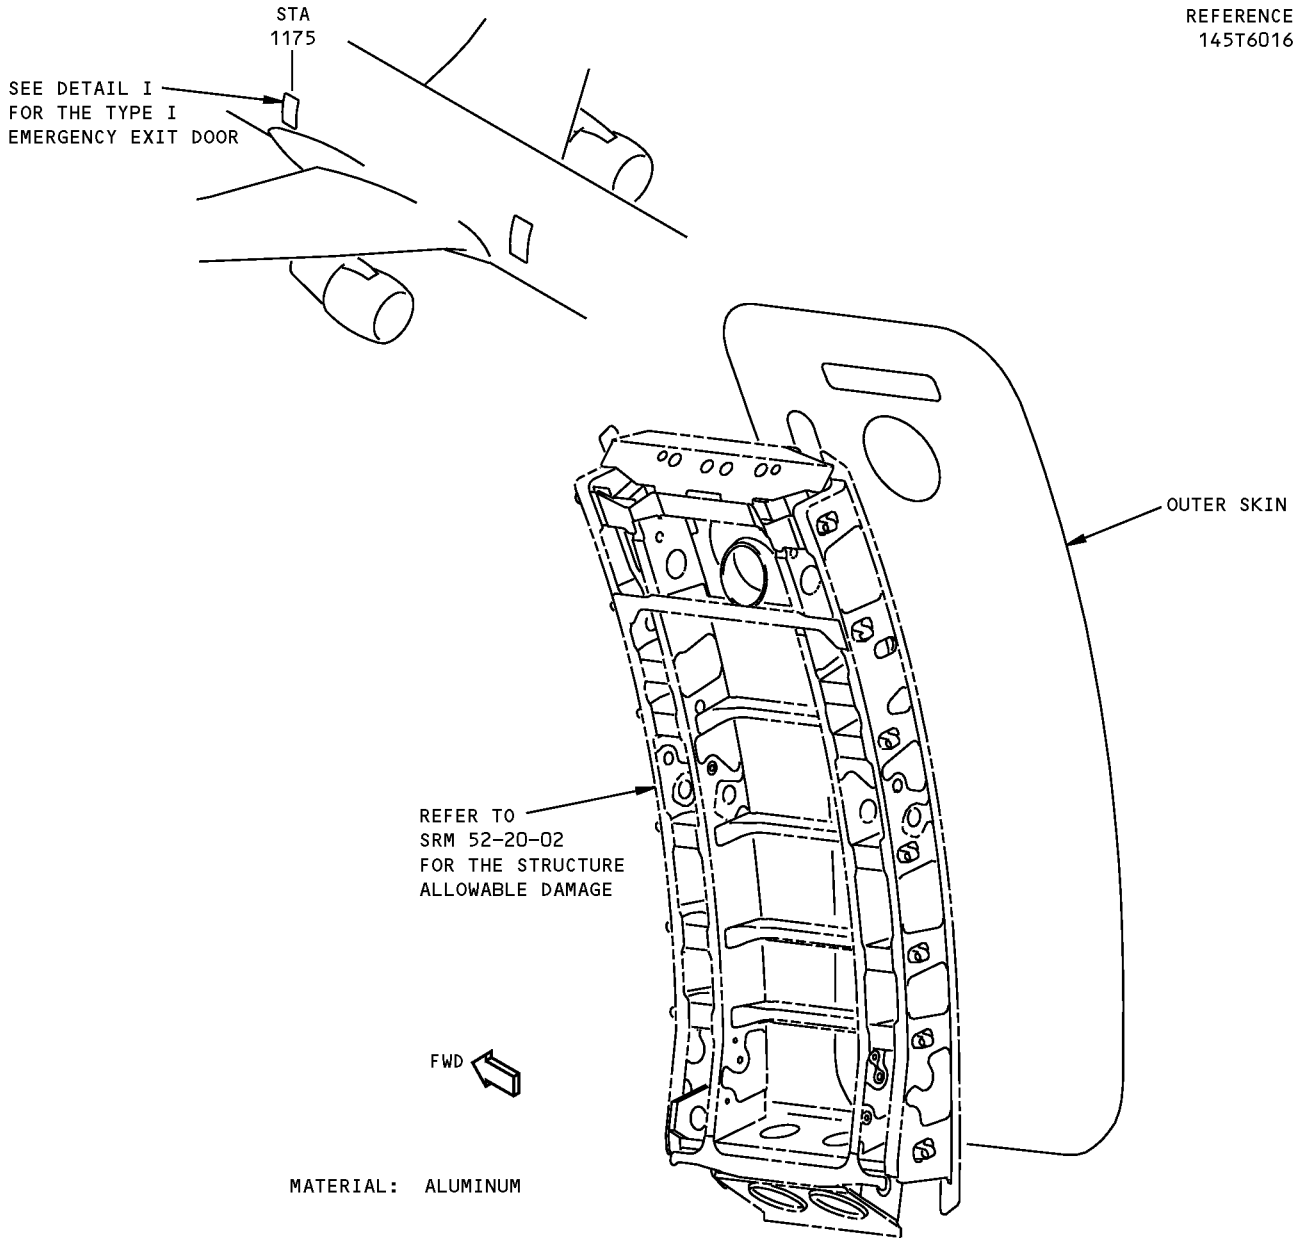 STA
1175
REFERENCE
145T6016
SEE DETAIL I
FOR THE TYPE I
EMERGENCY EXIT DOOR
OUTER SKIN
REFER TO
SRM 52-20-02
FOR THE STRUCTURE
ALLOWABLE DAMAGE
FWD
MATERIAL: ALUMINUM